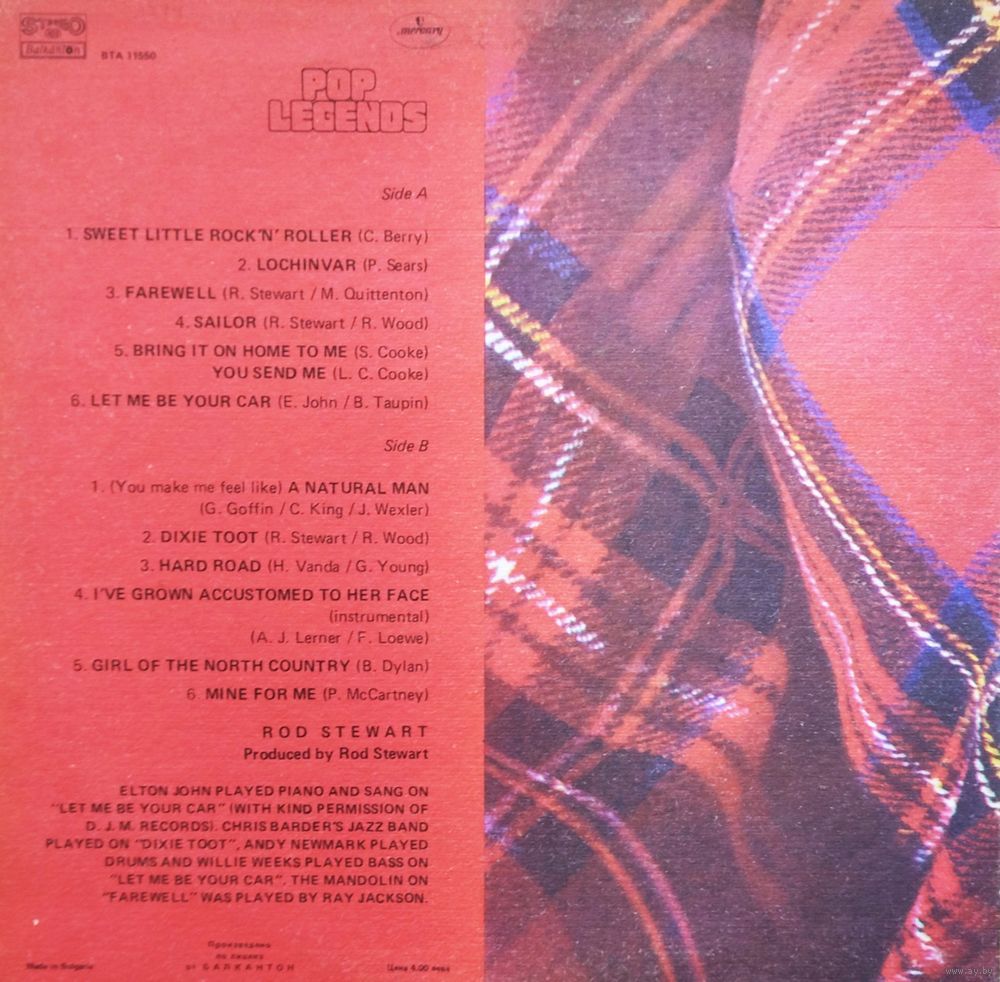 STEREO
Balkanton
BTA 11550
mercury
POP
LEGENDS
Side A
1. SWEET LITTLE ROCK'N' ROLLER (C. Berry)
2. LOCHINVAR (P. Sears)
3. FAREWELL (R. Stewart / M. Quittenton)
4. SAILOR (R. Stewart / R. Wood)
5. BRING IT ON HOME TO ME (S. Cooke)
YOU SEND ME (L. C. Cooke)
6. LET ME BE YOUR CAR (E. John / B. Taupin)
Side B
1. (You make me feel like) A NATURAL MAN
(G. Goffin / C. King / J. Wexler)
2. DIXIE TOOT (R. Stewart / R. Wood)
3. HARD ROAD (H. Vanda / G. Young)
4. I'VE GROWN ACCUSTOMED TO HER FACE
(instrumental)
(A. J. Lerner / F. Loewe)
5. GIRL OF THE NORTH COUNTRY (B. Dylan)
6 MINE FOR ME (P. McCartney)
ROD STEWART
Produced by Rod Stewart
ELTON JOHN PLAYED PIANO AND SANG ON
"LET ME BE YOUR CAR" (WITH KIND PERMISSION OF
D. J. M. RECORDS). CHRIS BARDER'S JAZZ BAND
PLAYED ON "DIXIE TOOT", ANDY NEWMARK PLAYED
DRUMS AND WILLIE WEEKS PLAYED BASS ON
"LET ME BE YOUR CAR". THE MANDOLIN ON
"FAREWELL" WAS PLAYED BY RAY JACKSON.
Произведено
по лиценз
от БАЛКАНТОН
Made in Bulgaria
Цена 4.00 лева
www.ay.by